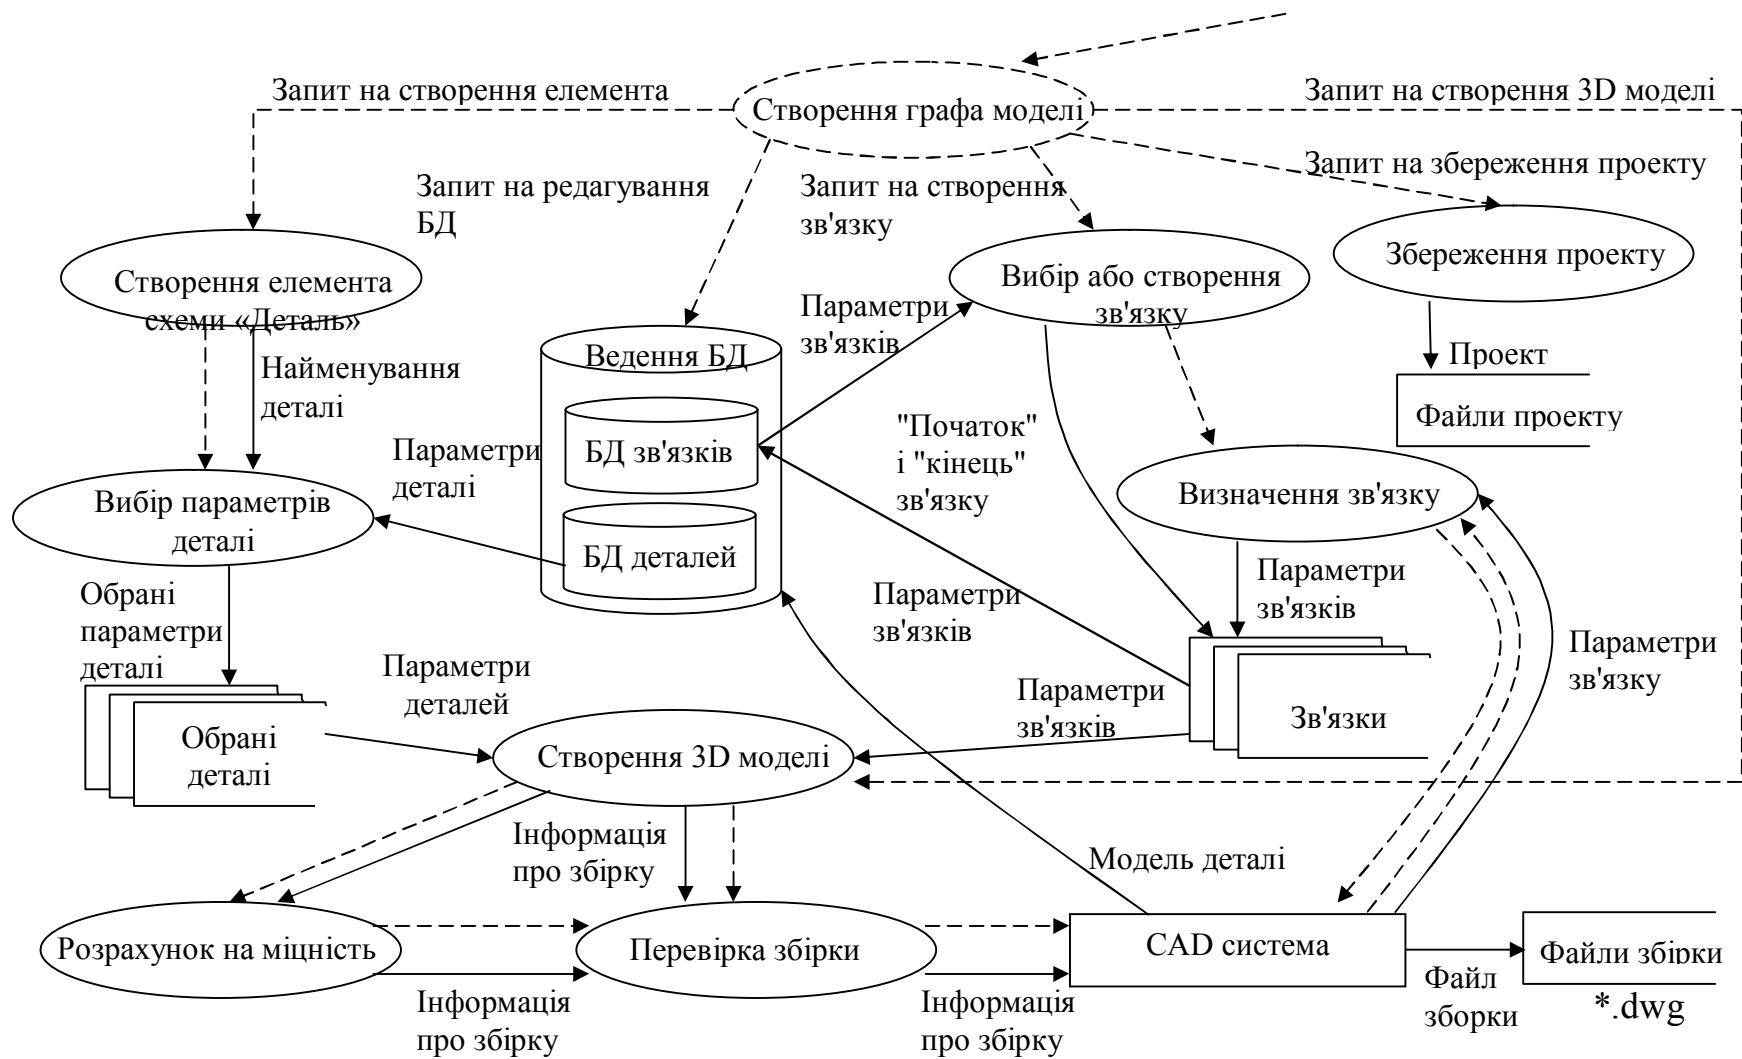 Запит на створення елемента
Створення графа моделі
Запит на створення 3D моделі
Запит на редагування
БД
Запит на створення
зв'язку
Запит на збереження проекту
Створення елемента
схеми «Деталь»
Вибір або створення
зв'язку
Збереження проекту
Найменування
деталі
Ведення БД
Параметри
зв'язків
Проект
Файли проекту
БД зв'язків
БД деталей
Параметри
деталі
"Початок"
і "кінець"
зв'язку
Вибір параметрів
деталі
Визначення зв'язку
Обрані
параметри
деталі
Параметри
зв'язків
Параметри
зв'язків
Параметри
зв'язку
Параметри
деталей
Параметри
зв'язків
Зв'язки
Обрані
деталі
Створення 3D моделі
Інформація
про збірку
Модель деталі
Розрахунок на міцність
Перевірка збірки
CAD система
Файли збірки
*.dwg
Інформація
про збірку
Інформація
про збірку
Файл
зборки